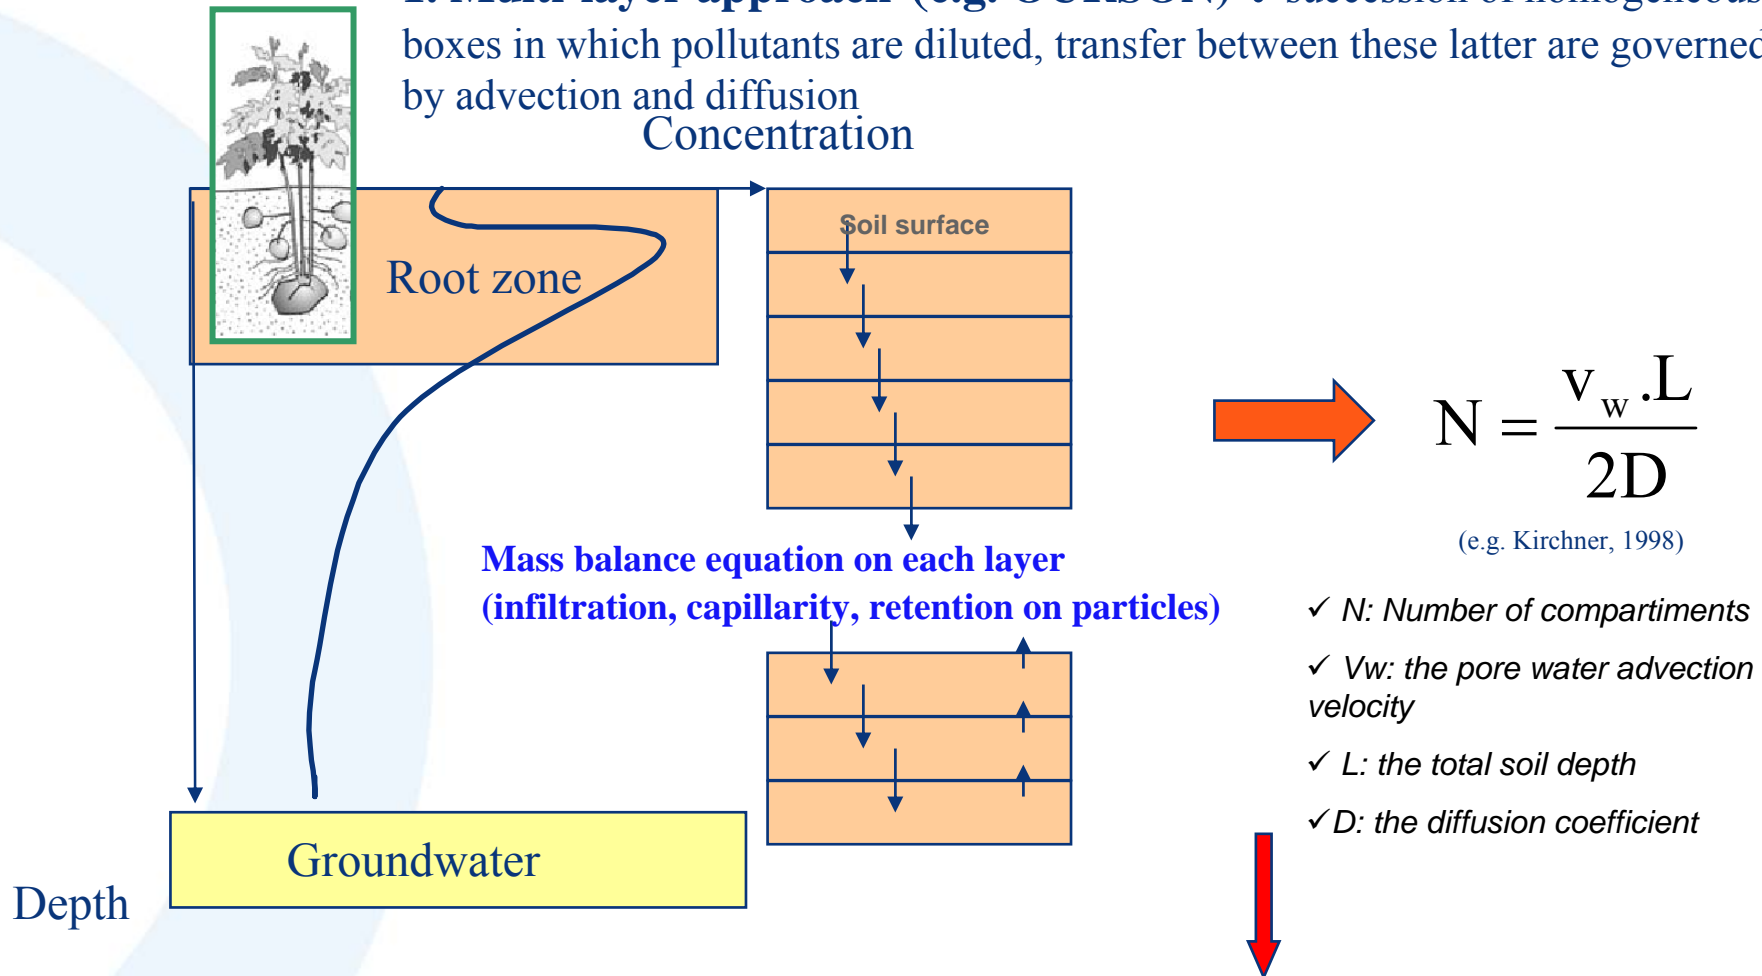 boxes in which pollutants are diluted, transfer between these latter are governed
by advection and diffusion
Concentration
Soil surface
Root zone
N = v_w .L / 2D
(e.g. Kirchner, 1998)
Mass balance equation on each layer
(infiltration, capillarity, retention on particles)
✓ N: Number of compartiments
✓ Vw: the pore water advection
velocity
✓ L: the total soil depth
✓ D: the diffusion coefficient
Groundwater
Depth